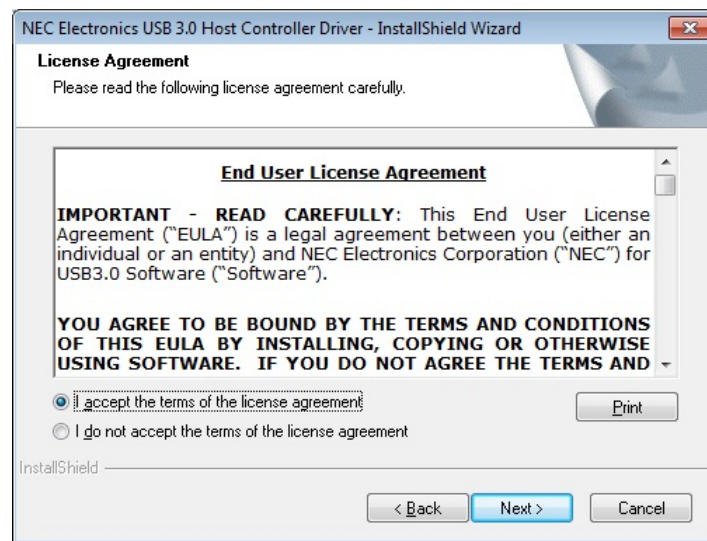 NEC Electronics USB 3.0 Host Controller Driver - InstallShield Wizard
License Agreement
Please read the following license agreement carefully.
End User License Agreement
IMPORTANT - READ CAREFULLY: This End User License
Agreement (“EULA”) is a legal agreement between you (either an
individual or an entity) and NEC Electronics Corporation (“NEC”) for
USB3.0 Software (“Software”).
YOU AGREE TO BE BOUND BY THE TERMS AND CONDITIONS
OF THIS EULA BY INSTALLING, COPYING OR OTHERWISE
USING SOFTWARE. IF YOU DO NOT AGREE THE TERMS AND
I accept the terms of the license agreement
Print
I do not accept the terms of the license agreement
InstallShield
< Back
Next >
Cancel